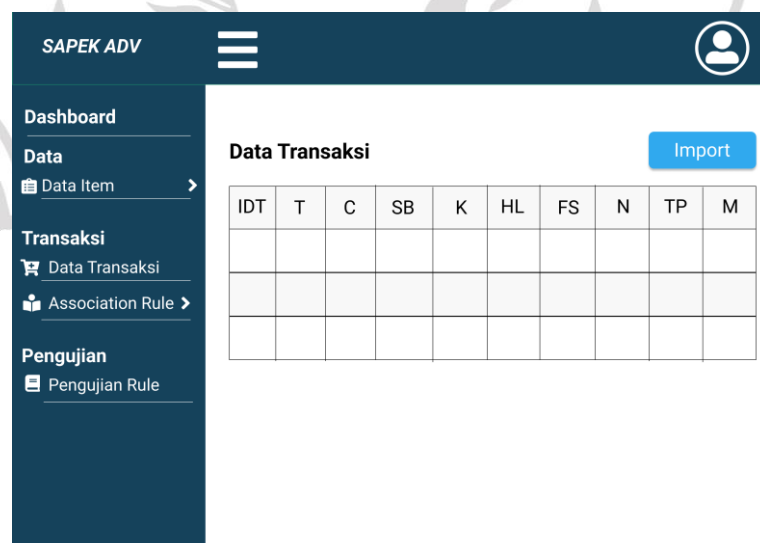 SAPEK ADV
Dashboard
Data
Data Item
Transaksi
Data Transaksi
Association Rule
Pengujian
Pengujian Rule
Data Transaksi
Import
IDT T C SB K HL FS N TP M